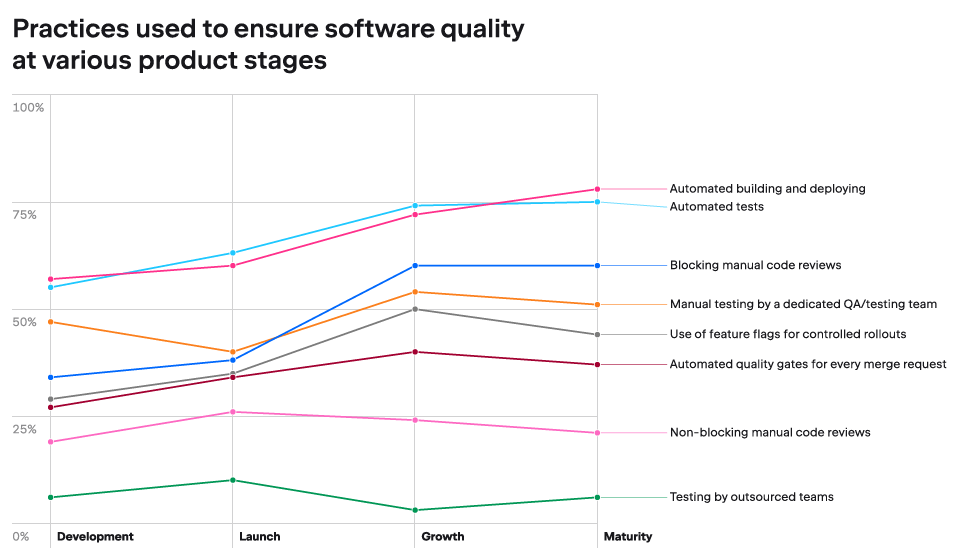 Practices used to ensure software quality
at various product stages
100%
75%
50%
25%
0%
Automated building and deploying
Automated tests
Blocking manual code reviews
Manual testing by a dedicated QA/testing team
Use of feature flags for controlled rollouts
Automated quality gates for every merge request
Non-blocking manual code reviews
Testing by outsourced teams
Development
Launch
Growth
Maturity